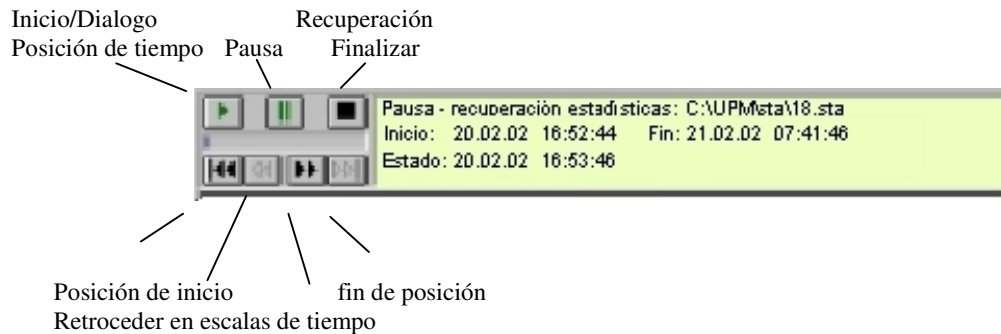 Inicio/Dialogo Recuperación
Posición de tiempo Pausa Finalizar
Pausa - recuperación estadisticas: C:\UPM\sta\18.sta
Inicio: 20.02.02 16:52:44 Fin: 21.02.02 07:41:46
Estado: 20.02.02 16:53:46
Posición de inicio fin de posición
Retroceder en escalas de tiempo